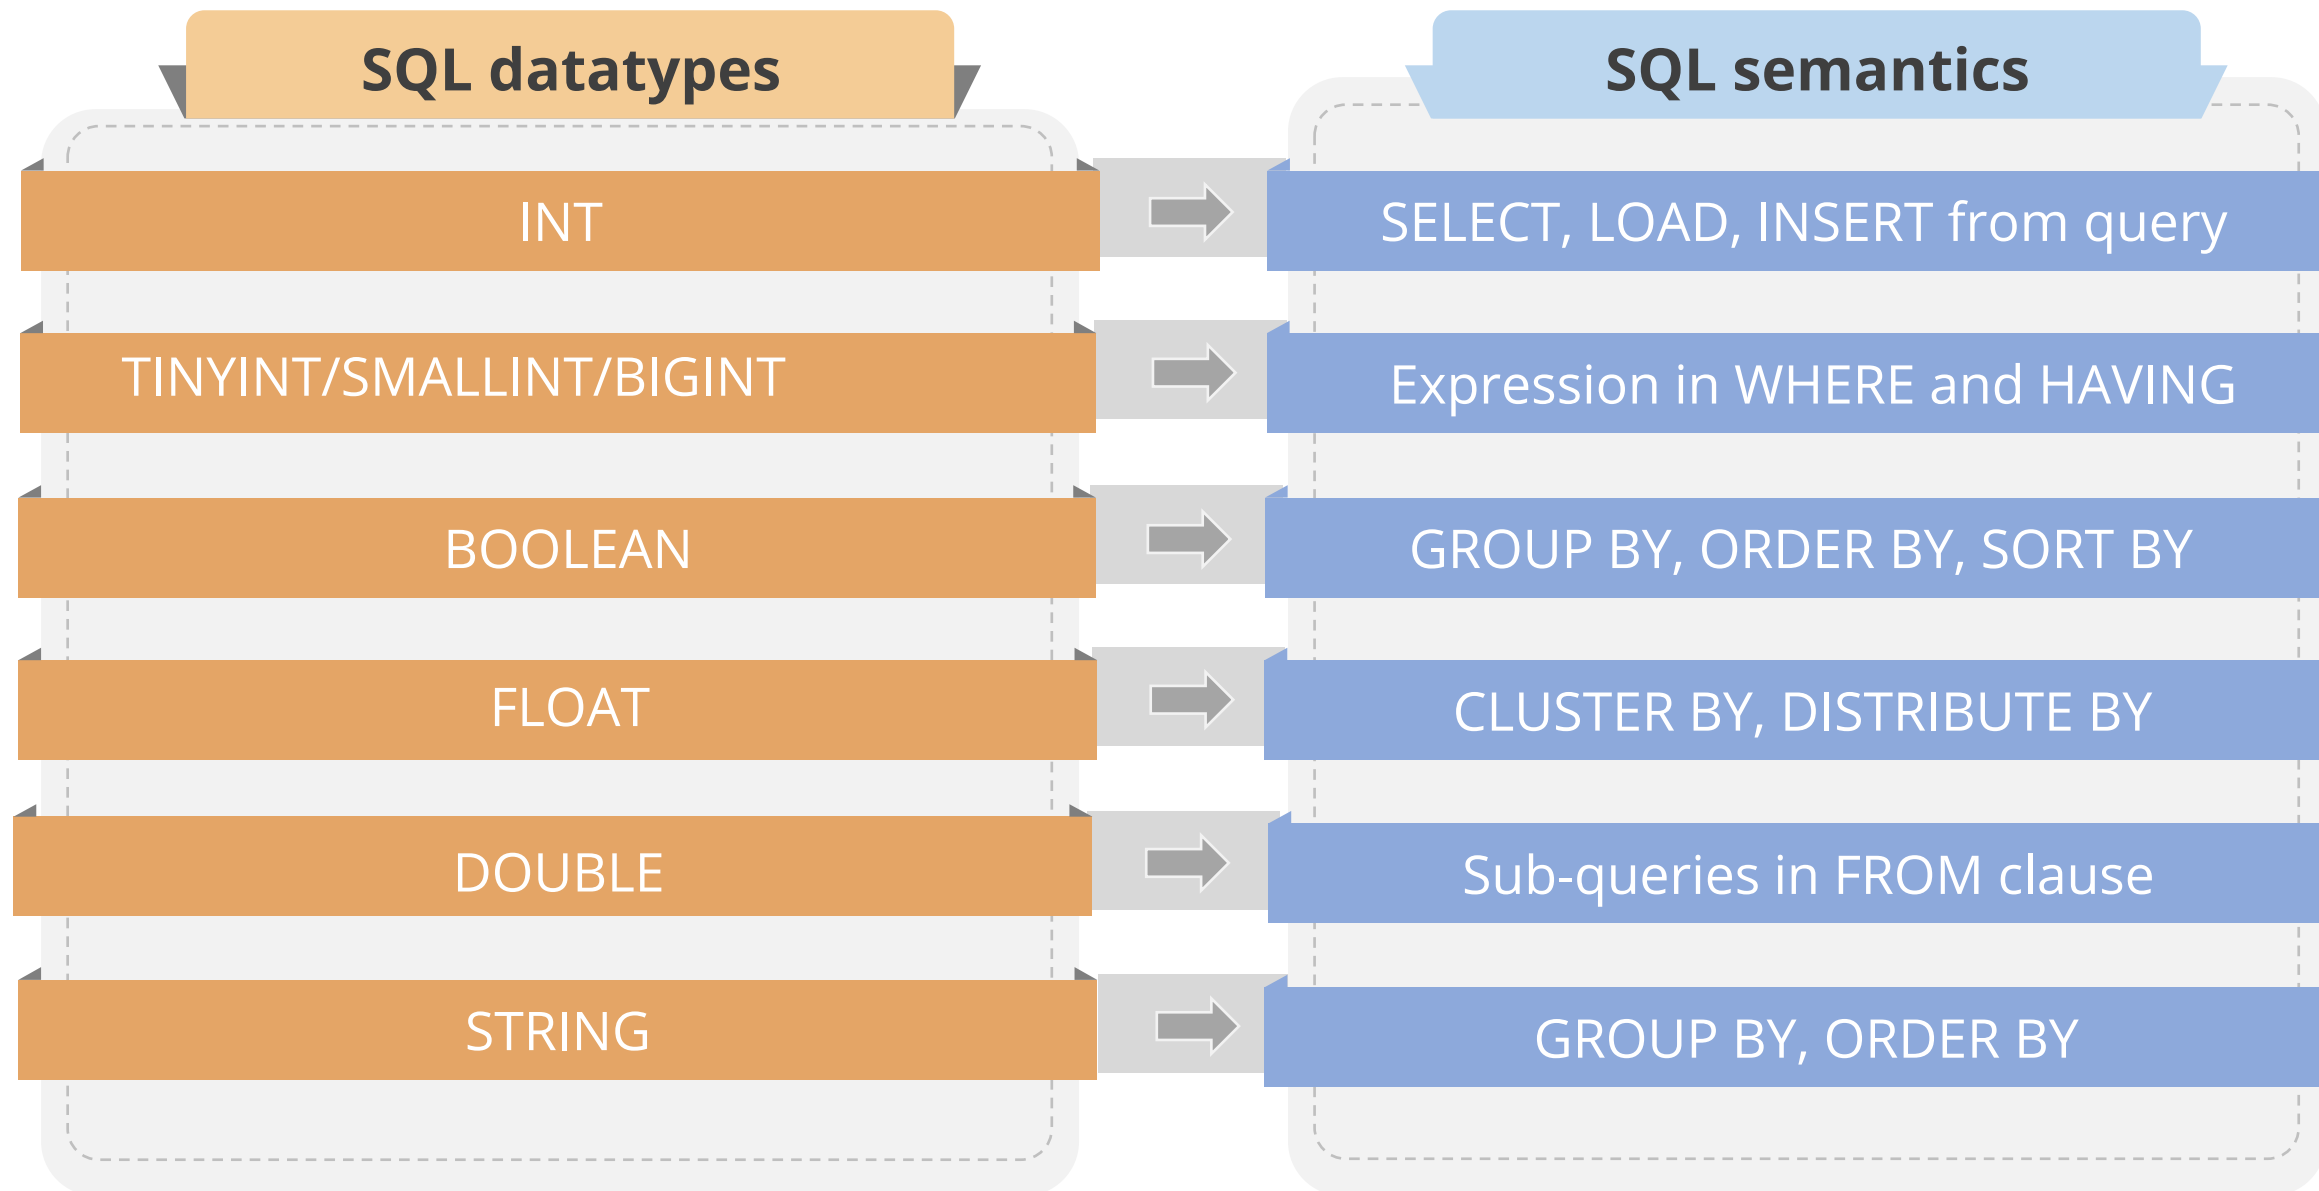 SQL datatypes
SQL semantics
INT
SELECT, LOAD, INSERT from query
TINYINT/SMALLINT/BIGINT
Expression in WHERE and HAVING
BOOLEAN
GROUP BY, ORDER BY, SORT BY
FLOAT
CLUSTER BY, DISTRIBUTE BY
DOUBLE
Sub-queries in FROM clause
STRING
GROUP BY, ORDER BY